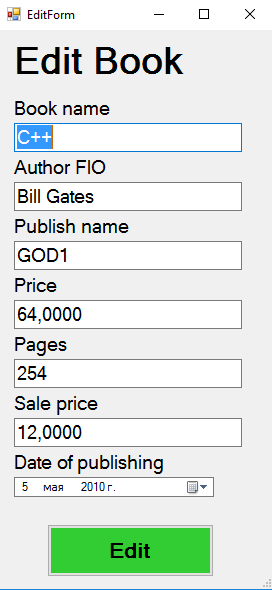 EditForm
Edit Book
Book name
C++
Author FIO
Bill Gates
Publish name
GOD1
Price
64,0000
Pages
254
Sale price
12,0000
Date of publishing
5 мая 2010 г.
Edit